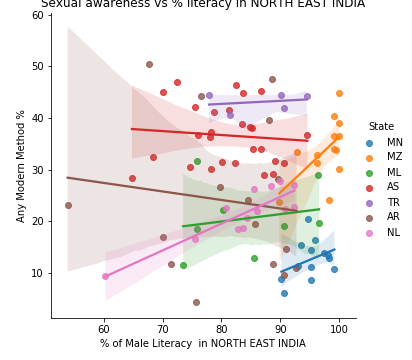 Sexual awareness vs % literacy in NORTH EAST INDIA
60
50
40
30
20
10
Any Modern Method %
60 70 80 90 100
% of Male Literacy in NORTH EAST INDIA
State
MN
MZ
ML
AS
TR
AR
NL